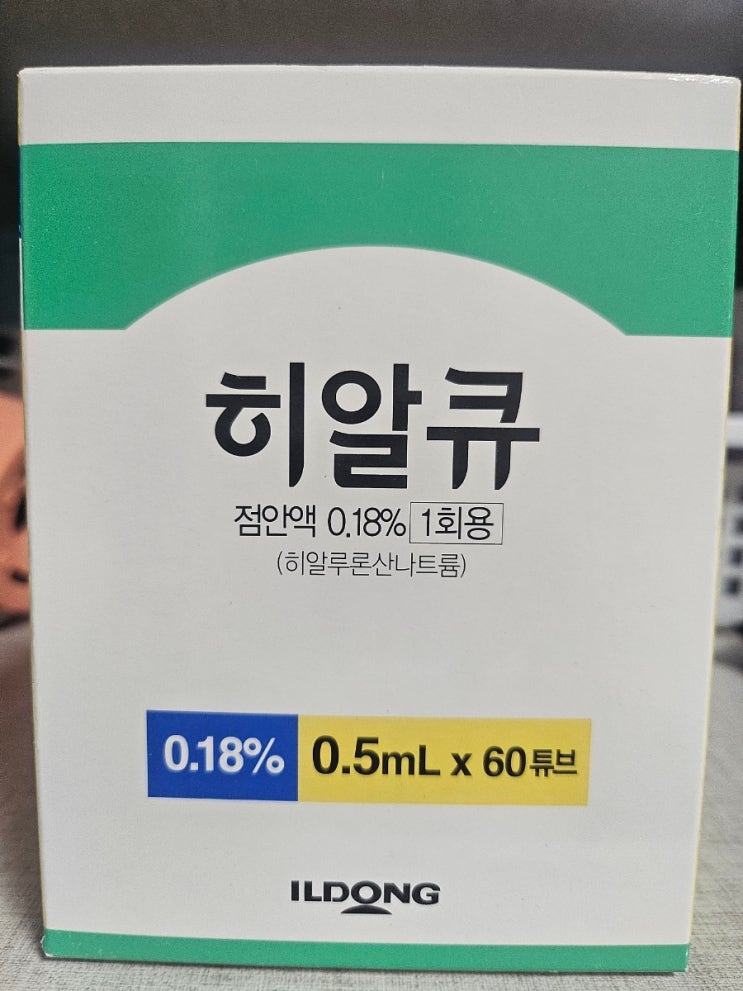 히알큐
점안액 0.18% 1회용
(히알루론산나트륨)
0.18% 0.5mL x 60튜브
ILDONG